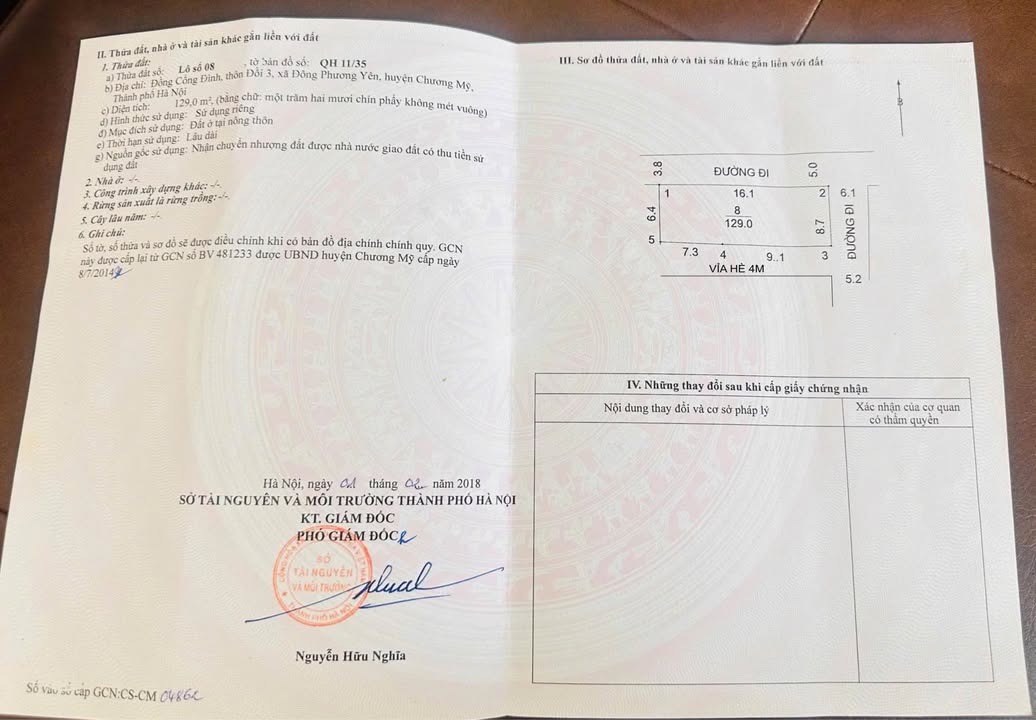 II. Thửa đất, nhà ở và tài sản khác gắn liền với đất
1. Thửa đất:
a) Thửa đất số: Lô số 08 , tờ bản đồ số: QH 11/35
b) Địa chỉ: Đồng Cổng Đình, thôn Đồi 3, xã Đông Phương Yên, huyện Chương Mỹ,
Thành phố Hà Nội
c) Diện tích: 129,0 m², (bằng chữ: một trăm hai mươi chín phẩy không mét vuông)
d) Hình thức sử dụng: Sử dụng riêng
đ) Mục đích sử dụng: Đất ở tại nông thôn
e) Thời hạn sử dụng: Lâu dài
g) Nguồn gốc sử dụng: Nhận chuyển nhượng đất được nhà nước giao đất có thu tiền sử
dụng đất
2. Nhà ở: -/-.
3. Công trình xây dựng khác: -/-.
4. Rừng sản xuất là rừng trồng: -/-.
5. Cây lâu năm: -/-
6. Ghi chú:
Số tờ, số thửa và sơ đồ sẽ được điều chỉnh khi có bản đồ địa chính chính quy. GCN
này được cấp lại từ GCN số BV 481233 được UBND huyện Chương Mỹ cấp ngày
8/7/2014
Hà Nội, ngày 01 tháng 02 năm 2018
SỞ TÀI NGUYÊN VÀ MÔI TRƯỜNG THÀNH PHỐ HÀ NỘI
KT. GIÁM ĐỐC
PHÓ GIÁM ĐỐC
SỞ
TÀI NGUYÊN
VÀ MÔI TRƯỜNG
THÀNH PHỐ HÀ NỘI
Nguyễn Hữu Nghĩa
Số vào sổ cấp GCN:CS-CM 04862
III. Sơ đồ thửa đất, nhà ở và tài sản khác gắn liền với đất
B
3.8
ĐƯỜNG ĐI
5.0
1
16.1
2
6.1
6.4
8
129.0
8.7
ĐƯỜNG ĐI
5
7.3
4
9..1
3
VỈA HÈ 4M
5.2
IV. Những thay đổi sau khi cấp giấy chứng nhận
Nội dung thay đổi và cơ sở pháp lý
Xác nhận của cơ quan
có thẩm quyền